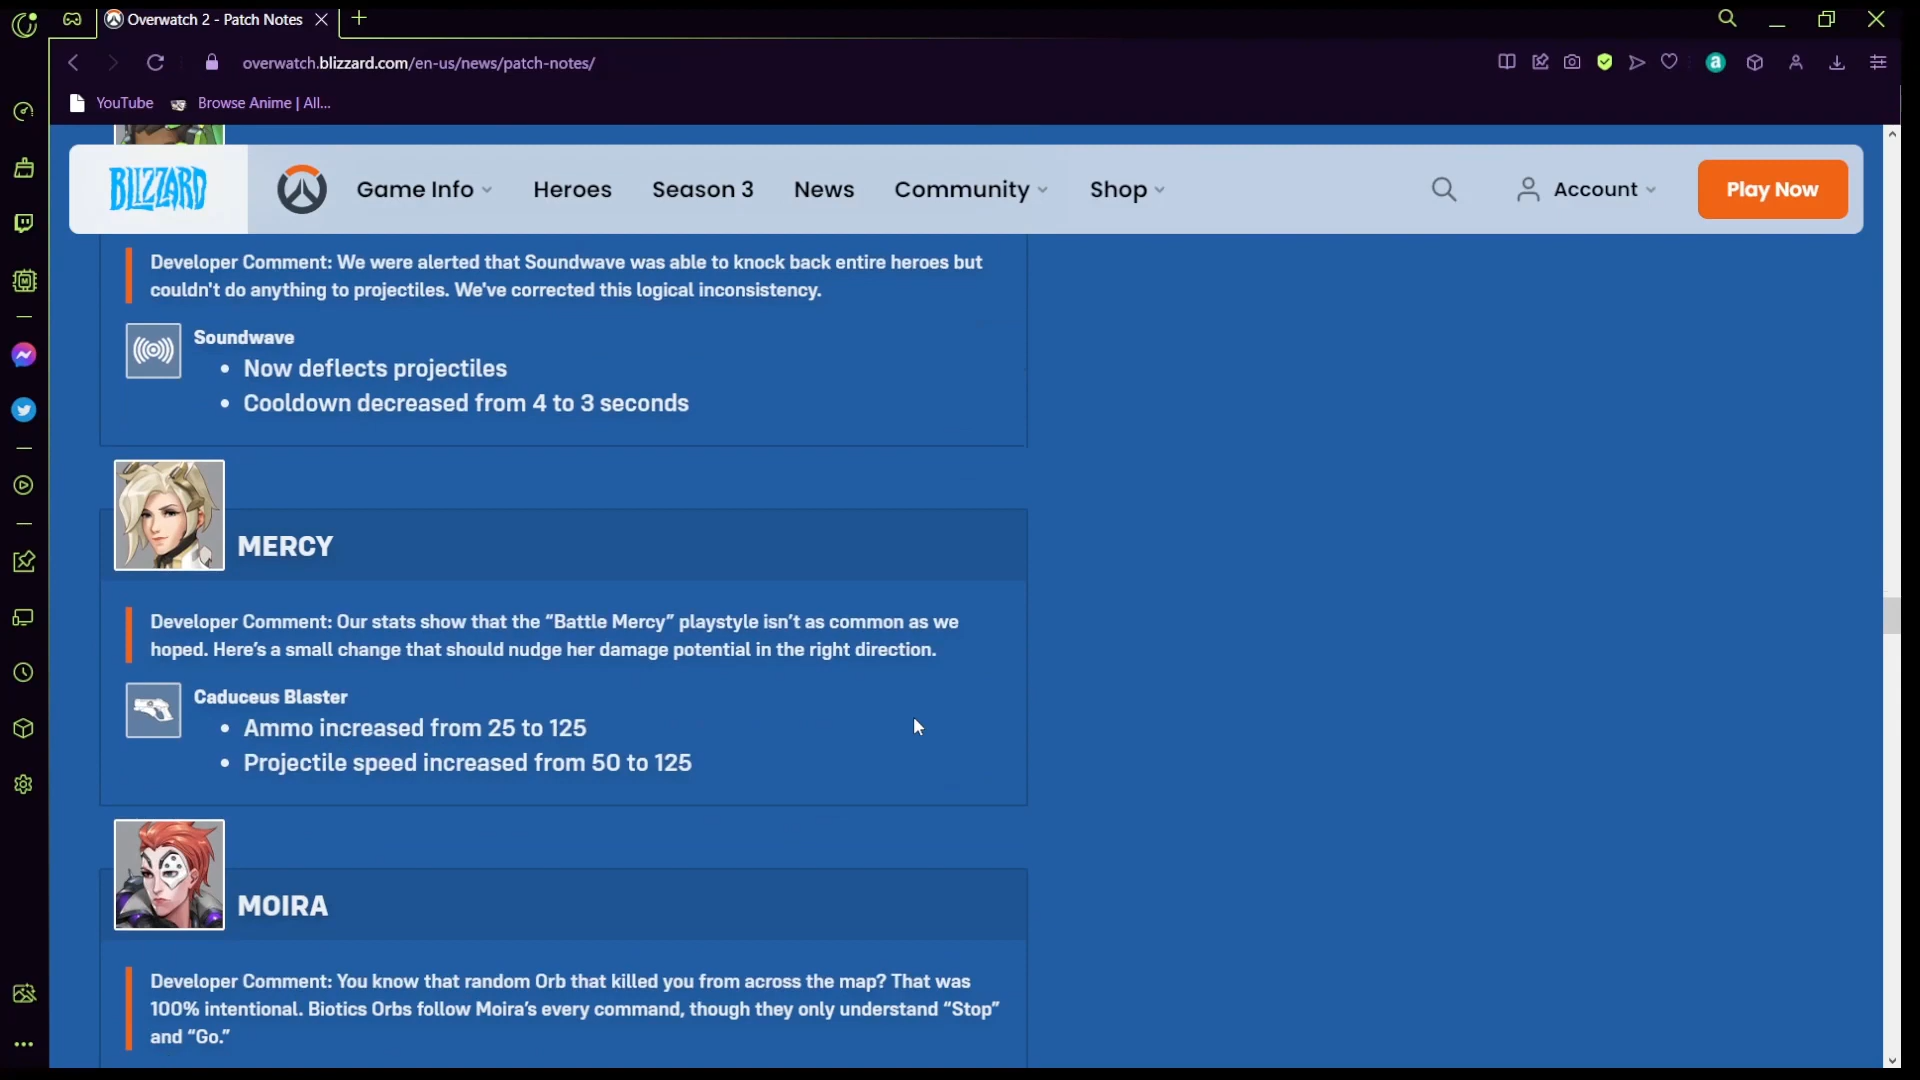 Overwatch 2 - Patch Notes
overwatch.blizzard.com/en-us/news/patch-notes/
YouTube
Browse Anime | All...
BLIZZARD
Game Info
Heroes
Season 3
News
Community
Shop
Account
Play Now
Developer Comment: We were alerted that Soundwave was able to knock back entire heroes but
couldn't do anything to projectiles. We've corrected this logical inconsistency.
Soundwave
• Now deflects projectiles
• Cooldown decreased from 4 to 3 seconds
MERCY
Developer Comment: Our stats show that the “Battle Mercy” playstyle isn’t as common as we
hoped. Here’s a small change that should nudge her damage potential in the right direction.
Caduceus Blaster
• Ammo increased from 25 to 125
• Projectile speed increased from 50 to 125
MOIRA
Developer Comment: You know that random Orb that killed you from across the map? That was
100% intentional. Biotics Orbs follow Moira’s every command, though they only understand “Stop”
and “Go.”